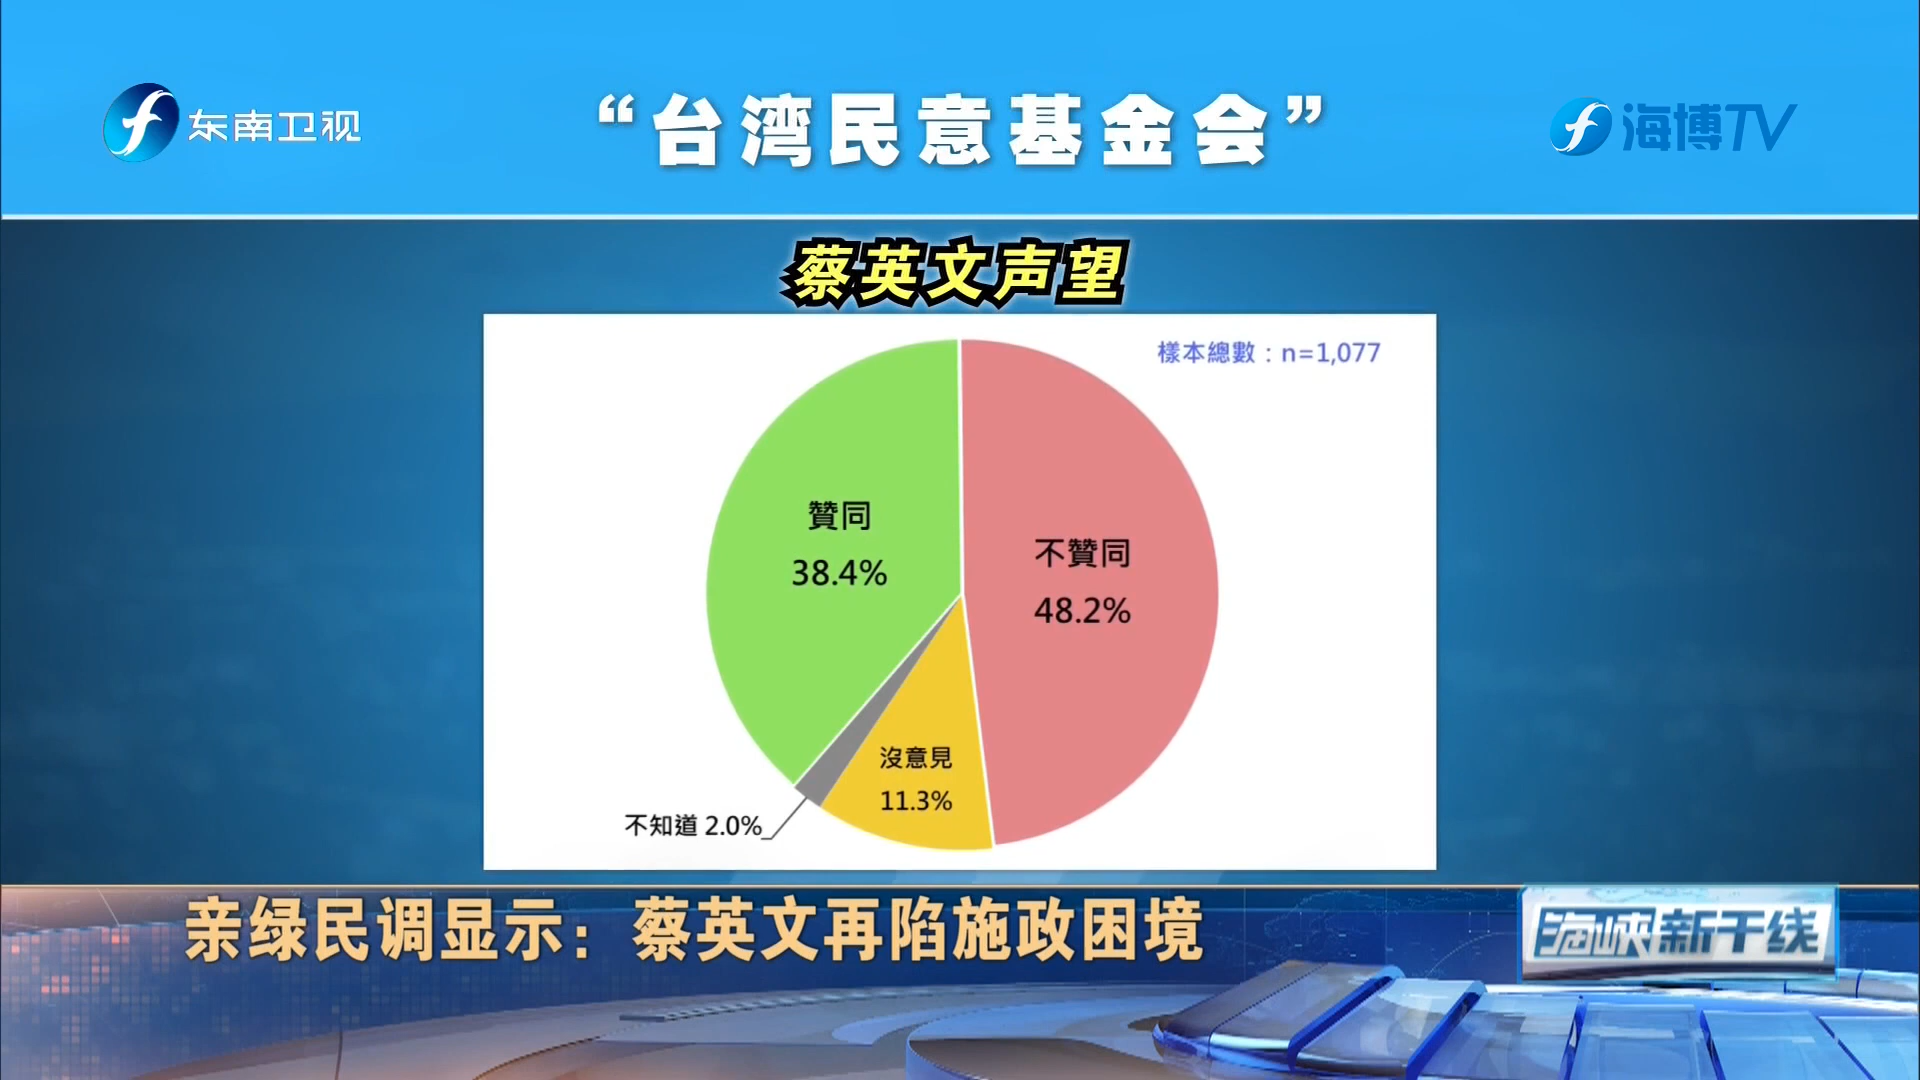 东南卫视
“台湾民意基金会”
海博TV
蔡英文声望
樣本總數：n=1,077
贊同
38.4%
不贊同
48.2%
沒意見
11.3%
不知道 2.0%
亲绿民调显示：蔡英文再陷施政困境
海峡新干线